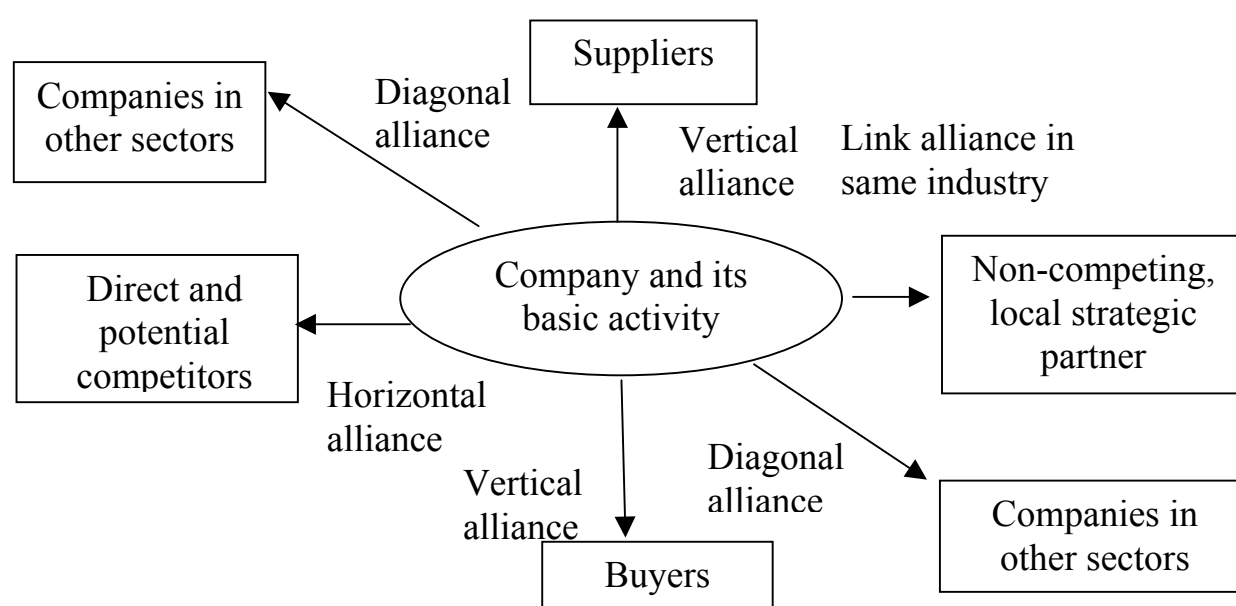 Suppliers
Companies in
other sectors
Diagonal
alliance
Vertical
alliance
Link alliance in
same industry
Company and its
basic activity
Non-competing,
local strategic
partner
Direct and
potential
competitors
Horizontal
alliance
Vertical
alliance
Diagonal
alliance
Companies in
other sectors
Buyers